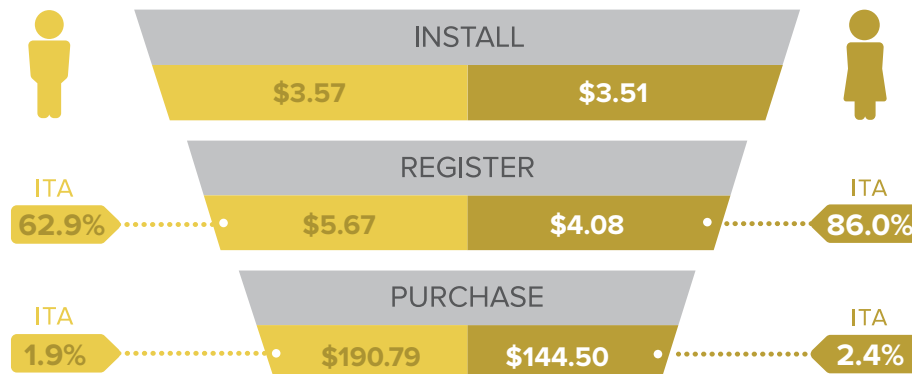 INSTALL
$3.57 $3.51
REGISTER
ITA ITA
62.9% $5.67 $4.08 86.0%
PURCHASE
ITA ITA
1.9% $190.79 $144.50 2.4%